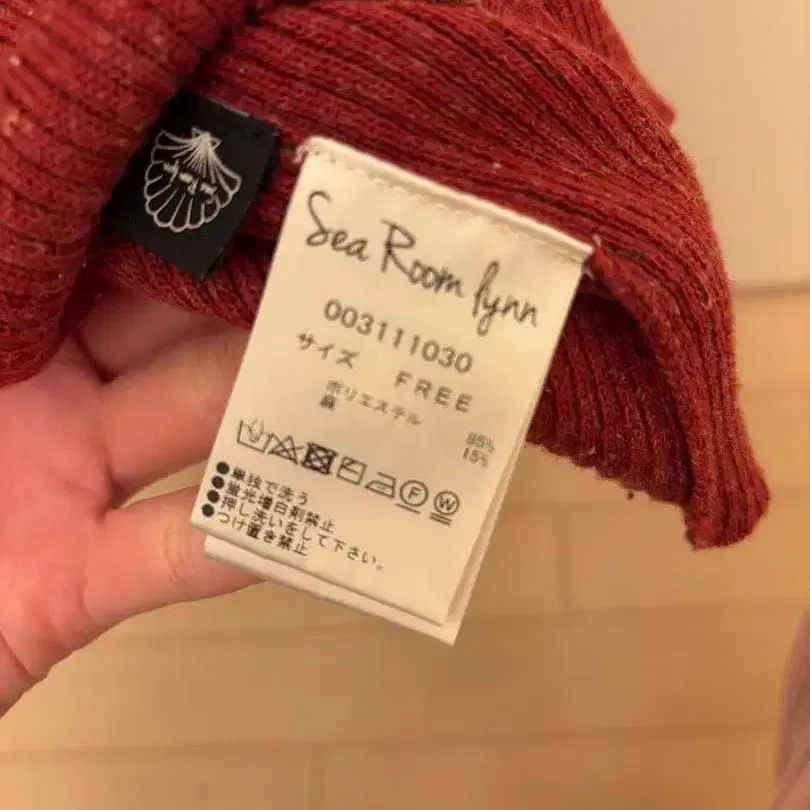 Sea Room lynn
003111030
サイズ FREE
ポリエステル 85%
麻 15%
F W
●単独で洗う
●蛍光増白剤禁止
●押し洗いをして下さい。
●つけ置き禁止